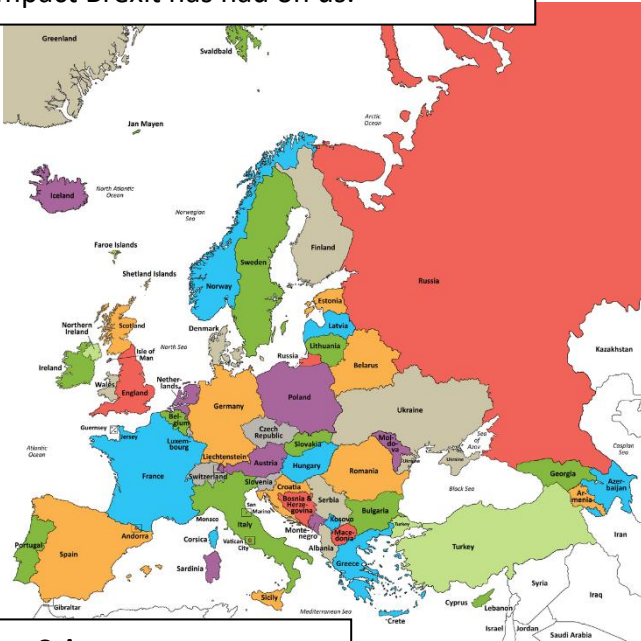 impact Brexit has had on us.
Greenland
Svaldbald
Jan Mayen
Arctic
Ocean
Iceland
North Atlantic
Ocean
Norwegian
Sea
Faroe Islands
Finland
Sweden
Shetland Islands
Russia
Norway
Estonia
Northern
Ireland
Scotland
Denmark
Latvia
Isle of
Man
North Sea
Lithuania
Kazakhstan
Russia
Ireland
Wales
Nether-
lands
Belarus
England
Poland
Germany
Ukraine
Guernsey
Jersey
Bel-
gium
Czech
Republic
Mol-
do-
va
Sea
of
Azov
Atlantic
Ocean
Luxem-
bourg
Slovakia
Ukraine
Ukraine
Caspian
Sea
Liechtenstein
Austria
Hungary
France
Switzerland
Romania
Slovenia
Georgia
Croatia
Black Sea
Azer-
baijan
San
Marino
Bosnia &
Herze-
govina
Serbia
Ar-
menia
Monaco
Bulgaria
Andorra
Corsica
Italy
Kosovo
Turkey
Portugal
Spain
Vatican
City
Monte-
negro
Mace-
donia
Iran
Albania
Turkey
Sardinia
Greece
Syria
Iraq
Sicily
Cyprus
Lebanon
Gibraltar
Mediterranean Sea
Crete
Israel
Jordan
Saudi Arabia